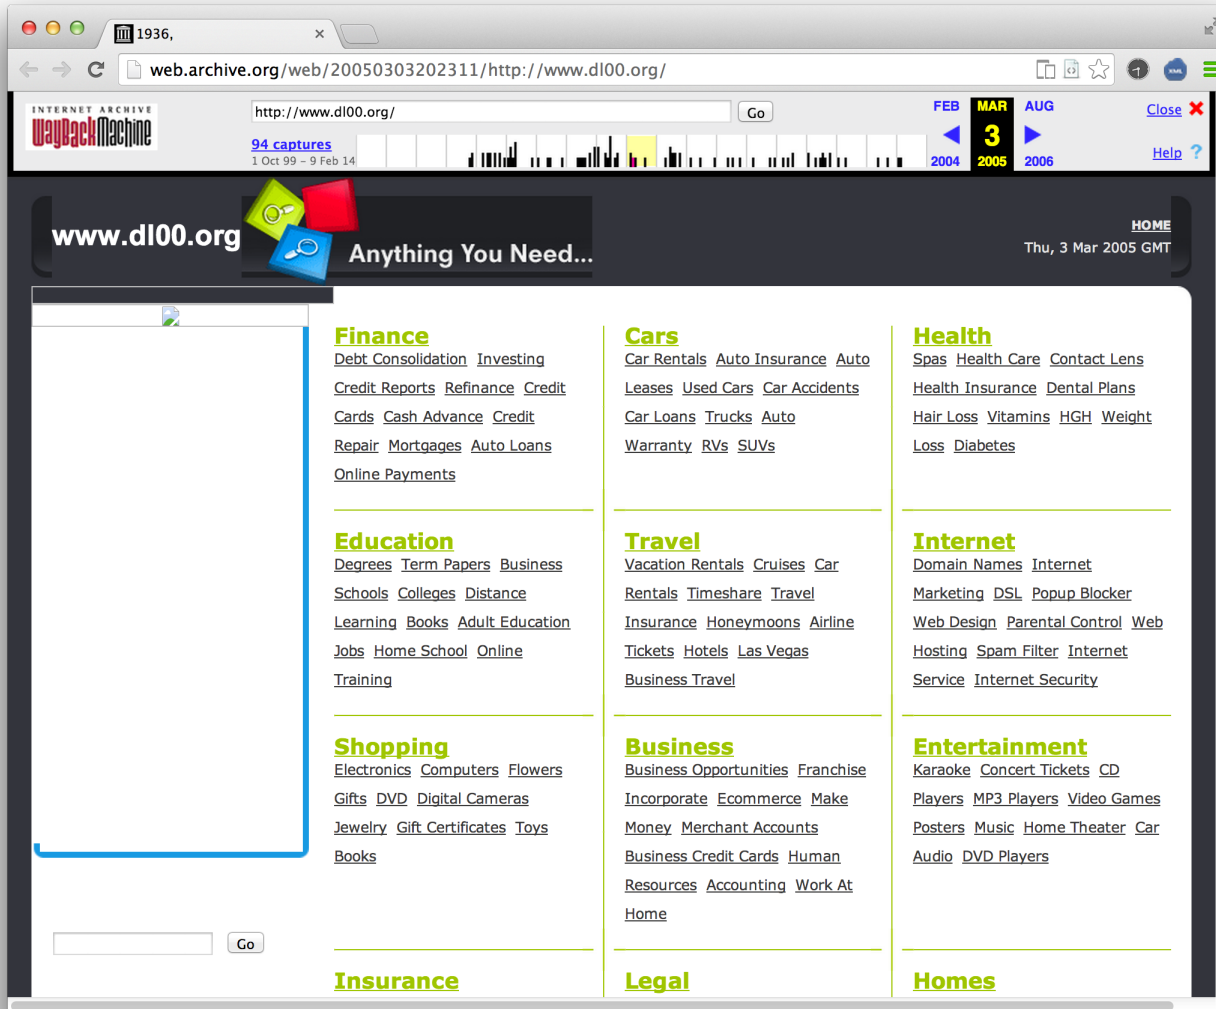 1936,
web.archive.org/web/20050303202311/http://www.dl00.org/
INTERNET ARCHIVE
WayBackMachine
http://www.dl00.org/
Go
94 captures
1 Oct 99 – 9 Feb 14
FEB MAR AUG
3
2004 2005 2006
Close
Help ?
www.dl00.org
Anything You Need...
HOME
Thu, 3 Mar 2005 GMT
Finance
Debt Consolidation Investing
Credit Reports Refinance Credit
Cards Cash Advance Credit
Repair Mortgages Auto Loans
Online Payments
Cars
Car Rentals Auto Insurance Auto
Leases Used Cars Car Accidents
Car Loans Trucks Auto
Warranty RVs SUVs
Health
Spas Health Care Contact Lens
Health Insurance Dental Plans
Hair Loss Vitamins HGH Weight
Loss Diabetes
Education
Degrees Term Papers Business
Schools Colleges Distance
Learning Books Adult Education
Jobs Home School Online
Training
Travel
Vacation Rentals Cruises Car
Rentals Timeshare Travel
Insurance Honeymoons Airline
Tickets Hotels Las Vegas
Business Travel
Internet
Domain Names Internet
Marketing DSL Popup Blocker
Web Design Parental Control Web
Hosting Spam Filter Internet
Service Internet Security
Shopping
Electronics Computers Flowers
Gifts DVD Digital Cameras
Jewelry Gift Certificates Toys
Books
Business
Business Opportunities Franchise
Incorporate Ecommerce Make
Money Merchant Accounts
Business Credit Cards Human
Resources Accounting Work At
Home
Entertainment
Karaoke Concert Tickets CD
Players MP3 Players Video Games
Posters Music Home Theater Car
Audio DVD Players
Go
Insurance
Legal
Homes